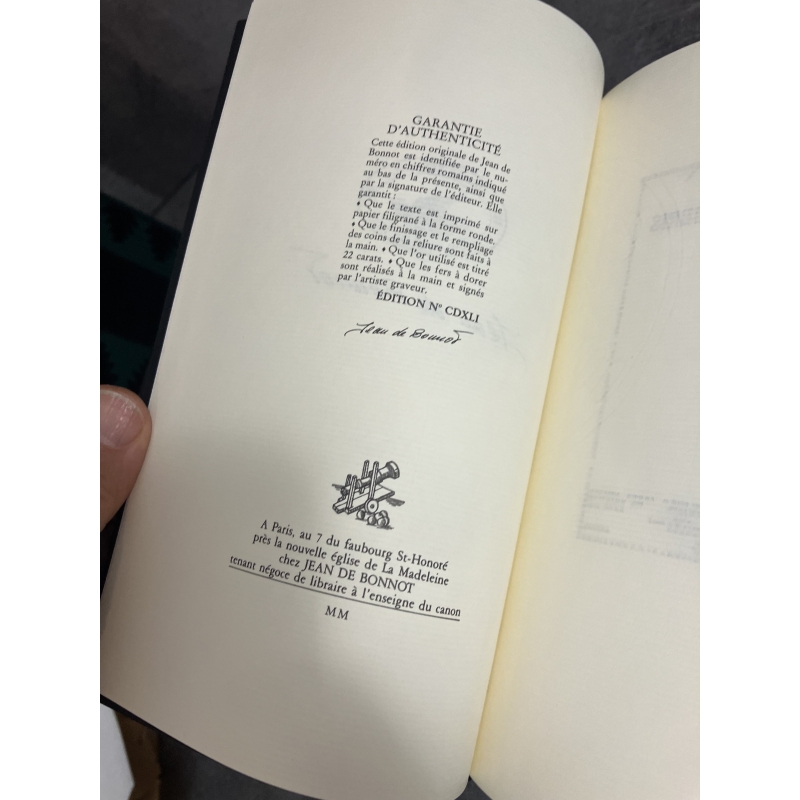 GARANTIE
D'AUTHENTICITÉ
Cette édition originale de Jean de
Bonnot est identifiée par le nu-
méro en chiffres romains indiqué
au bas de la présente, ainsi que
par la signature de l'éditeur. Elle
garantit :
♦ Que le texte est imprimé sur
papier filigrané à la forme ronde.
♦ Que le finissage et le rempliage
des coins de la reliure sont faits à
la main. ♦ Que l'or utilisé est titré
22 carats. ♦ Que les fers à dorer
sont réalisés à la main et signés
par l'artiste graveur.
ÉDITION N° CDXLI
Jean de Bonnot
A Paris, au 7 du faubourg St-Honoré
près la nouvelle église de La Madeleine
chez JEAN DE BONNOT
tenant négoce de libraire à l'enseigne du canon
MM